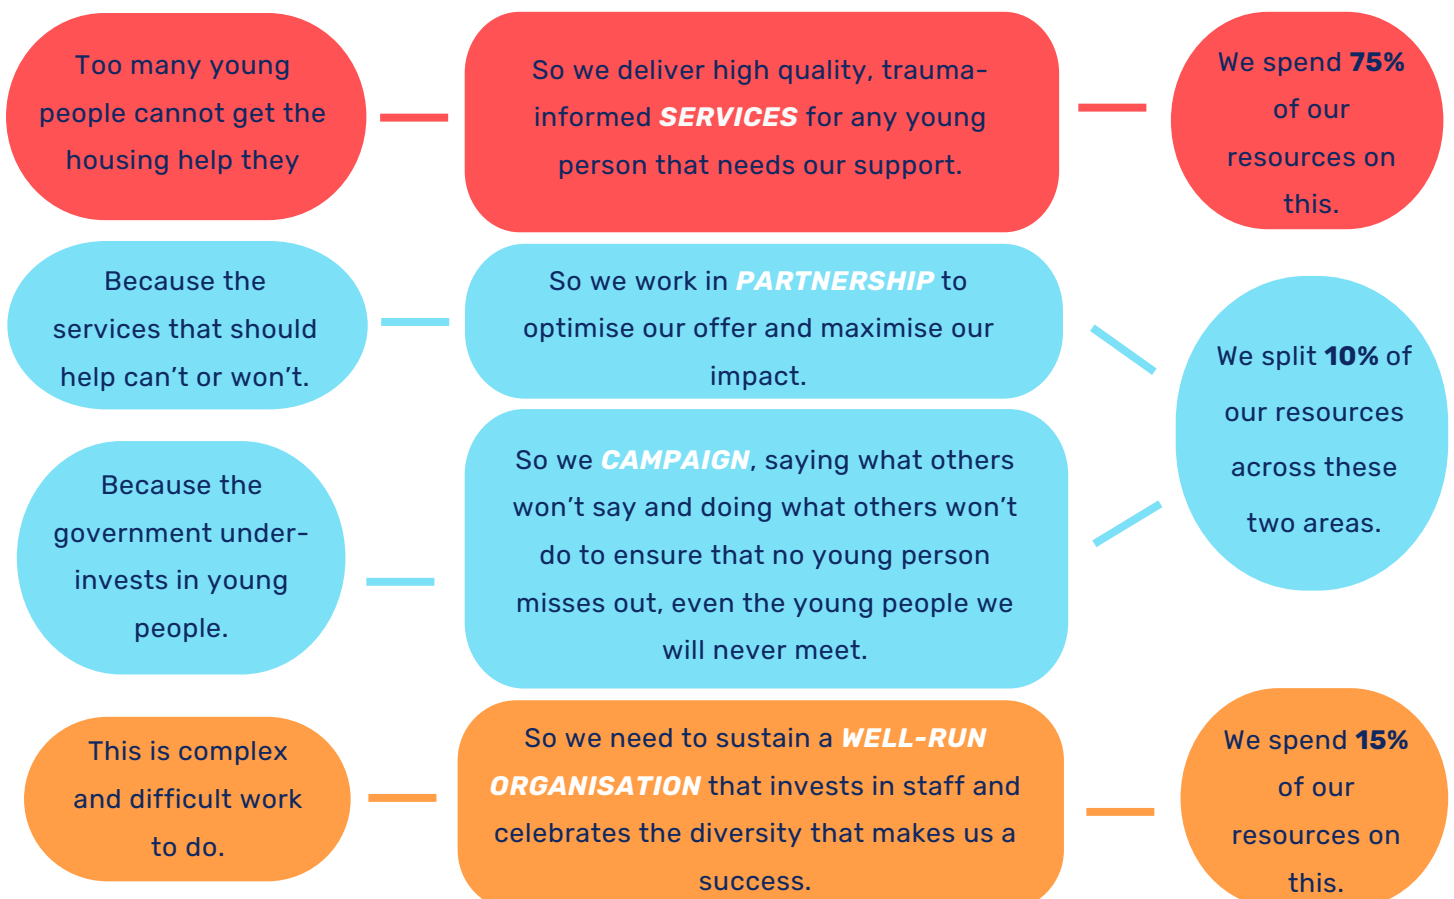 Too many young
people cannot get the
housing help they
So we deliver high quality, trauma-
informed SERVICES for any young
person that needs our support.
We spend 75%
of our
resources on
this.
Because the
services that should
help can't or won't.
So we work in PARTNERSHIP to
optimise our offer and maximise our
impact.
We split 10% of
our resources
across these
two areas.
Because the
government under-
invests in young
people.
So we CAMPAIGN, saying what others
won't say and doing what others won't
do to ensure that no young person
misses out, even the young people we
will never meet.
This is complex
and difficult work
to do.
So we need to sustain a WELL-RUN
ORGANISATION that invests in staff and
celebrates the diversity that makes us a
success.
We spend 15%
of our
resources on
this.